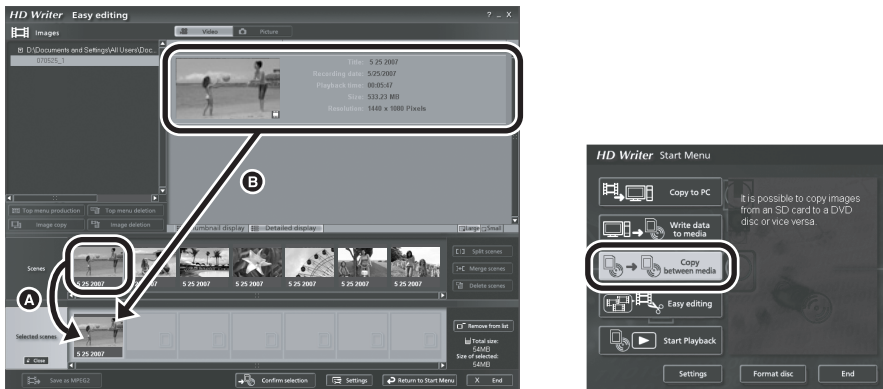 HD Writer Easy editing
? _ X
Images
Video
Picture
D:\Documents and Settings\All Users\Doc...
070525_1
Title: 5 25 2007
Recording date: 5/25/2007
Playback time: 00:05:47
Size: 533.23 MB
Resolution: 1440 x 1080 Pixels
B
Top menu production
Top menu deletion
Image copy
Image deletion
Thumbnail display
Detailed display
Large
Small
Scenes
5 25 2007
5 25 2007
5 25 2007
5 25 2007
5 25 2007
5 25 2007
5 25 2007
Split scenes
Merge scenes
Delete scenes
A
Selected scenes
Close
5 25 2007
Remove from list
Total size:
54MB
Size of selected:
54MB
Save as MPEG2
Confirm selection
Settings
Return to Start Menu
X End
HD Writer Start Menu
Copy to PC
Write data
to media
Copy
between media
Easy editing
Start Playback
It is possible to copy images
from an SD card to a DVD
disc or vice versa.
Settings
Format disc
End